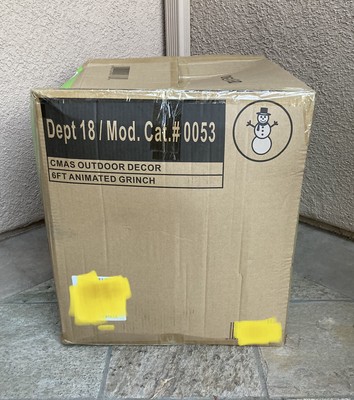 Dept 18 / Mod. Cat.# 0053
CMAS OUTDOOR DECOR
6FT ANIMATED GRINCH